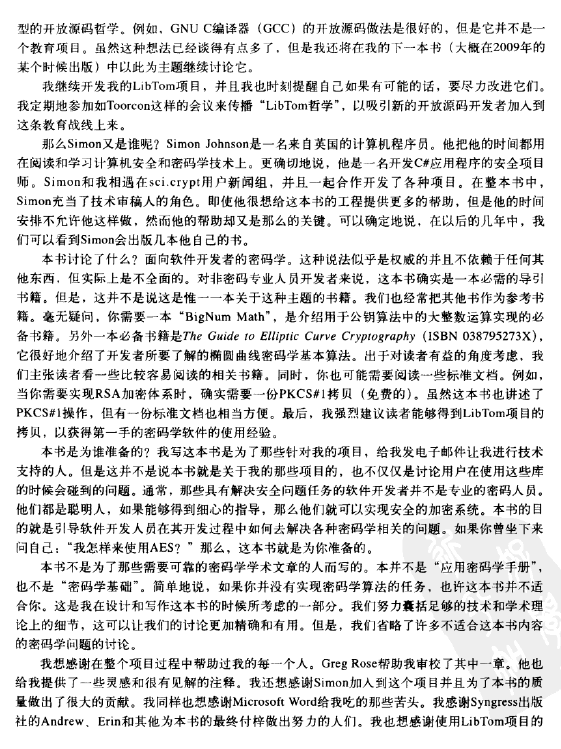 型的开放源码哲学。例如，GNU C编译器（GCC）的开放源码做法是很好的，但是它并不是一
个教育项目。虽然这种想法已经谈得有点多了，但是我还将在我的下一本书（大概在2009年的
某个时候出版）中以此为主题继续讨论它。
我继续开发我的LibTom项目，并且我也时刻提醒自己如果有可能的话，要尽力改进它们。
我定期地参加如Toorcon这样的会议来传播“LibTom哲学”，以吸引新的开放源码开发者加入到
这条教育战线上来。
那么Simon又是谁呢？Simon Johnson是一名来自英国的计算机程序员。他把他的时间都用
在阅读和学习计算机安全和密码学技术上。更确切地说，他是一名开发C#应用程序的安全项目
师。Simon和我相遇在sci.crypt用户新闻组，并且一起合作开发了各种项目。在整本书中，
Simon充当了技术审稿人的角色。即使他很想给这本书的工程提供更多的帮助，但是他的时间
安排不允许他这样做，然而他的帮助却又是那么的关键。可以确定地说，在以后的几年中，我
们可以看到Simon会出版几本他自己的书。
本书讨论了什么？面向软件开发者的密码学。这种说法似乎是权威的并且不依赖于任何其
他东西，但实际上是不全面的。对非密码专业人员开发者来说，这本书确实是一本必需的导引
书籍。但是，这并不是说这是惟一一本关于这种主题的书籍。我们也经常把其他书作为参考书
籍。毫无疑问，你需要一本“BigNum Math”，是介绍用于公钥算法中的大整数运算实现的必
备书籍。另外一本必备书籍是The Guide to Elliptic Curve Cryptography（ISBN 038795273X），
它很好地介绍了开发者所要了解的椭圆曲线密码学基本算法。出于对读者有益的角度考虑，我
们主张读者看一些比较容易阅读的相关书籍。同时，你也可能需要阅读一些标准文档。例如，
当你需要实现RSA加密体系时，确实需要一份PKCS#1拷贝（免费的）。虽然这本书也讲述了
PKCS#1操作，但有一份标准文档也相当方便。最后，我强烈建议读者能够得到LibTom项目的
拷贝，以获得第一手的密码学软件的使用经验。
本书是为谁准备的？我写这本书是为了那些针对我的项目，给我发电子邮件让我进行技术
支持的人。但是这并不是说本书就是关于我的那些项目的，也不仅仅是讨论用户在使用这些库
的时候会碰到的问题。通常，那些具有解决安全问题任务的软件开发者并不是专业的密码人员。
他们都是聪明人，如果能够得到细心的指导，那么他们就可以实现安全的加密系统。本书的目
的就是引导软件开发人员在其开发过程中如何去解决各种密码学相关的问题。如果你曾坐下来
问自己：“我怎样来使用AES？”那么，这本书就是为你准备的。
本书不是为了那些需要可靠的密码学学术文章的人而写的。本并不是“应用密码学手册”，
也不是“密码学基础”。简单地说，如果你并没有实现密码学算法的任务，也许这本书并不适
合你。这是我在设计和写作这本书的时候所考虑的一部分。我们努力囊括足够的技术和学术理
论上的细节，这可以让我们的讨论更加精确和有用。但是，我们省略了许多不适合这本书内容
的密码学问题的讨论。
我想感谢在整个项目过程中帮助过我的每一个人。Greg Rose帮助我审校了其中一章。他也
给我提供了一些灵感和很有见解的注释。我还想感谢Simon加入到这个项目并且为了本书的质
量做出了很大的贡献。我同样也想感谢Microsoft Word给我吃的那些苦头。我感谢Syngress出版
社的Andrew、Erin和其他为本书的最终付梓做出努力的人们。我也想感谢使用LibTom项目的